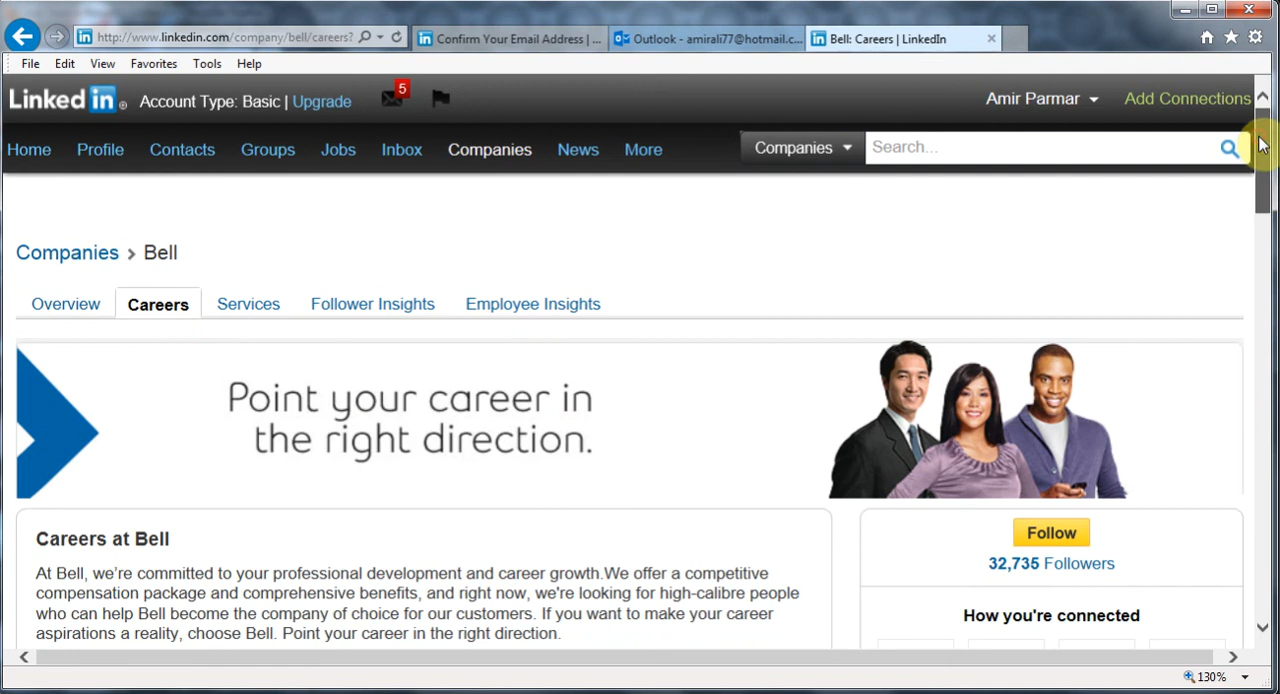 http://www.linkedin.com/company/bell/careers?
Confirm Your Email Address | ...
Outlook - amirali77@hotmail.c...
Bell: Careers | LinkedIn
File Edit View Favorites Tools Help
Linked in® Account Type: Basic | Upgrade 5 Amir Parmar Add Connections
Home Profile Contacts Groups Jobs Inbox Companies News More Companies Search...
Companies > Bell
Overview Careers Services Follower Insights Employee Insights
Point your career in
the right direction.
Careers at Bell
At Bell, we're committed to your professional development and career growth.We offer a competitive
compensation package and comprehensive benefits, and right now, we're looking for high-calibre people
who can help Bell become the company of choice for our customers. If you want to make your career
aspirations a reality, choose Bell. Point your career in the right direction.
Follow
32,735 Followers
How you're connected
130%